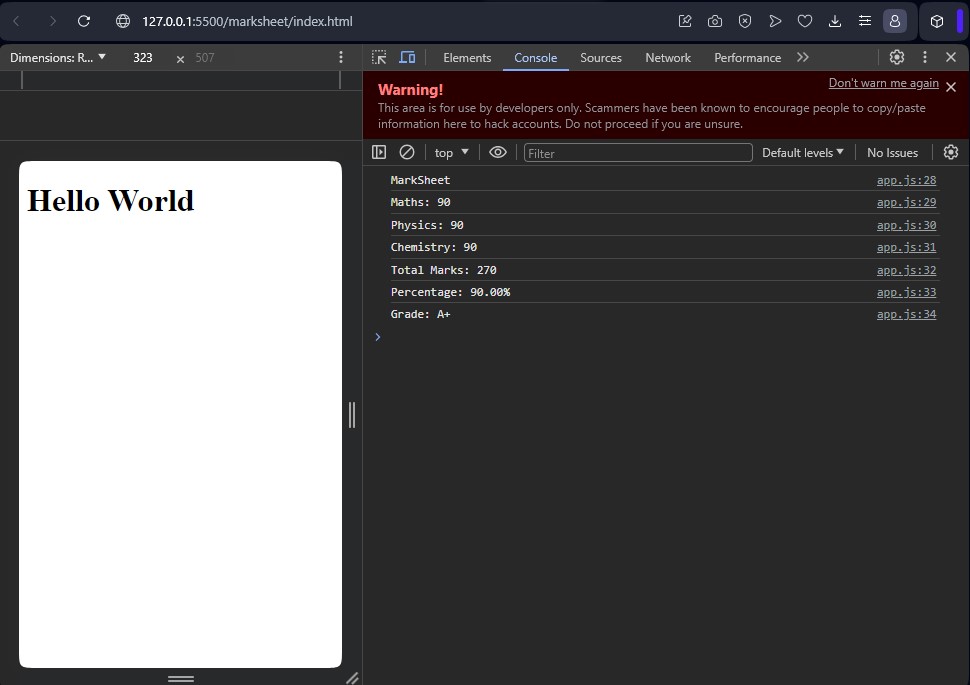 127.0.0.1:5500/marksheet/index.html
Dimensions: R... 323 × 507
Elements Console Sources Network Performance
Warning! Don't warn me again
This area is for use by developers only. Scammers have been known to encourage people to copy/paste
information here to hack accounts. Do not proceed if you are unsure.
top Filter Default levels No Issues
Hello World
MarkSheet app.js:28
Maths: 90 app.js:29
Physics: 90 app.js:30
Chemistry: 90 app.js:31
Total Marks: 270 app.js:32
Percentage: 90.00% app.js:33
Grade: A+ app.js:34